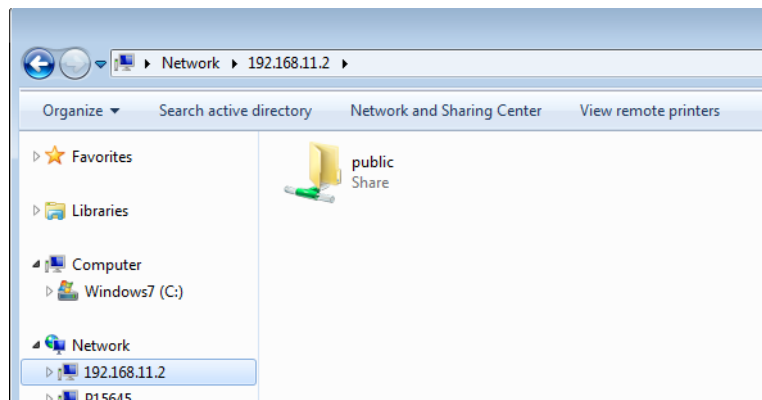 Network 192.168.11.2
Organize Search active directory Network and Sharing Center View remote printers
Favorites
Libraries
Computer
Windows7 (C:)
Network
192.168.11.2
P15645
public
Share